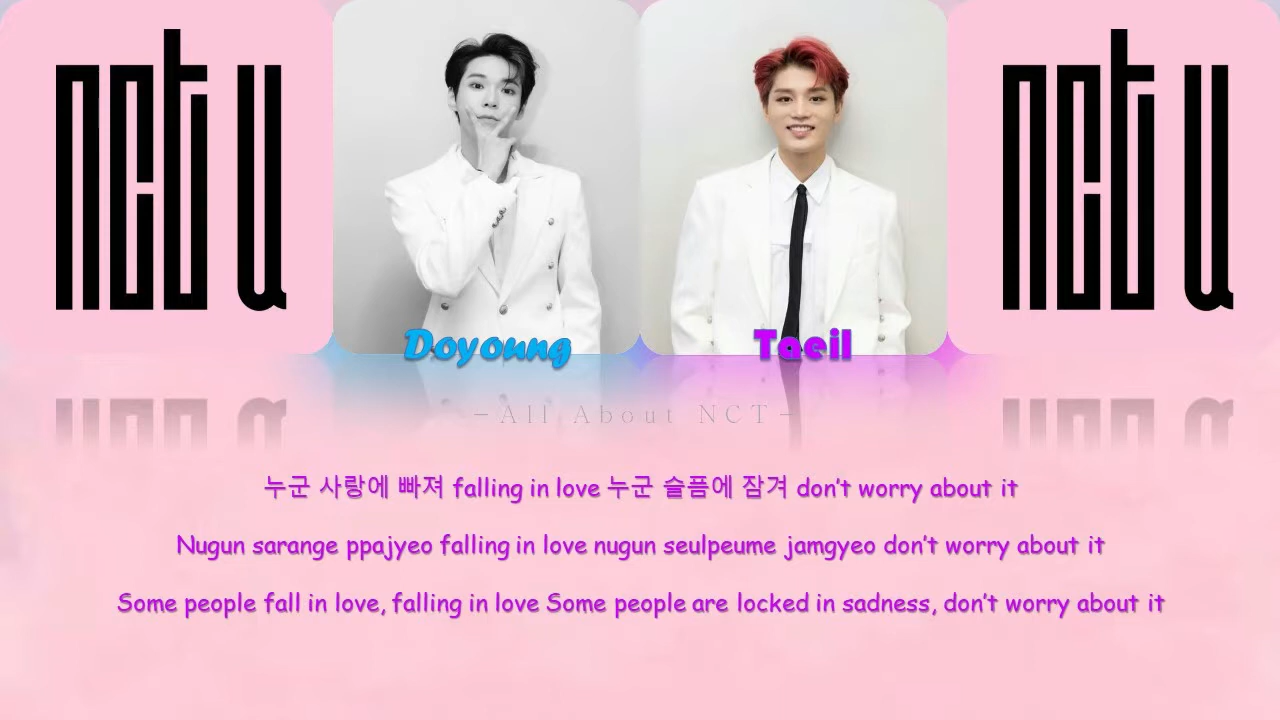 nct u
nct u
Doyoung
Taeil
-All About NCT-
누군 사랑에 빠져 falling in love 누군 슬픔에 잠겨 don't worry about it
Nugun sarange ppajyeo falling in love nugun seulpeume jamgyeo don't worry about it
Some people fall in love, falling in love Some people are locked in sadness, don't worry about it